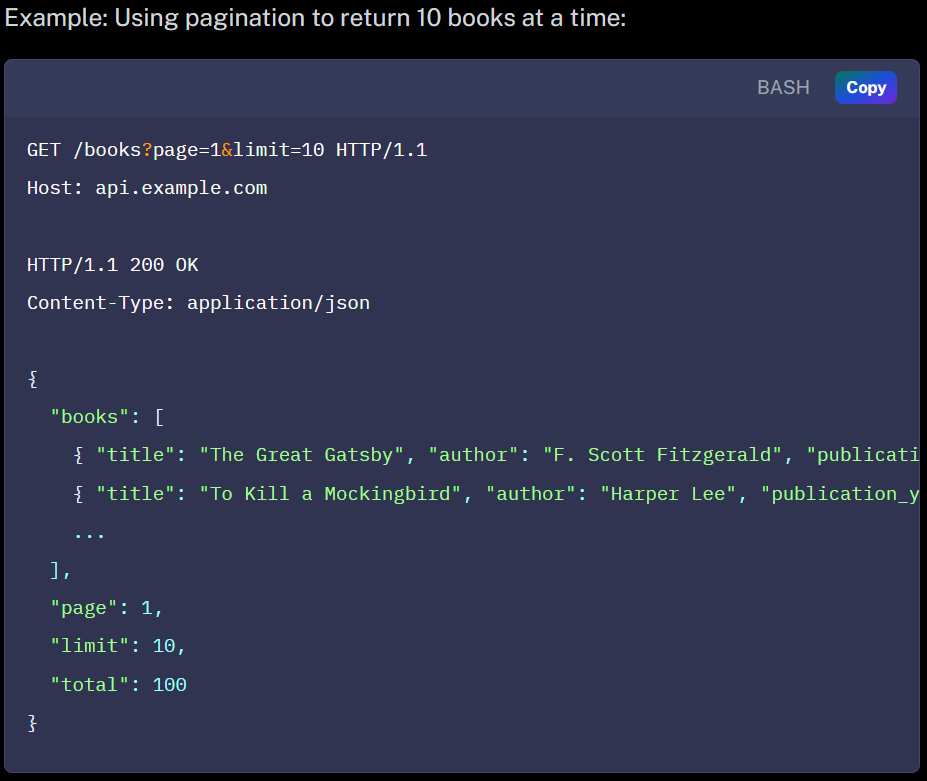 Example: Using pagination to return 10 books at a time:
BASH Copy
GET /books?page=1&limit=10 HTTP/1.1
Host: api.example.com
HTTP/1.1 200 OK
Content-Type: application/json
{
"books": [
{ "title": "The Great Gatsby", "author": "F. Scott Fitzgerald", "publicati
{ "title": "To Kill a Mockingbird", "author": "Harper Lee", "publication_y
...
],
"page": 1,
"limit": 10,
"total": 100
}